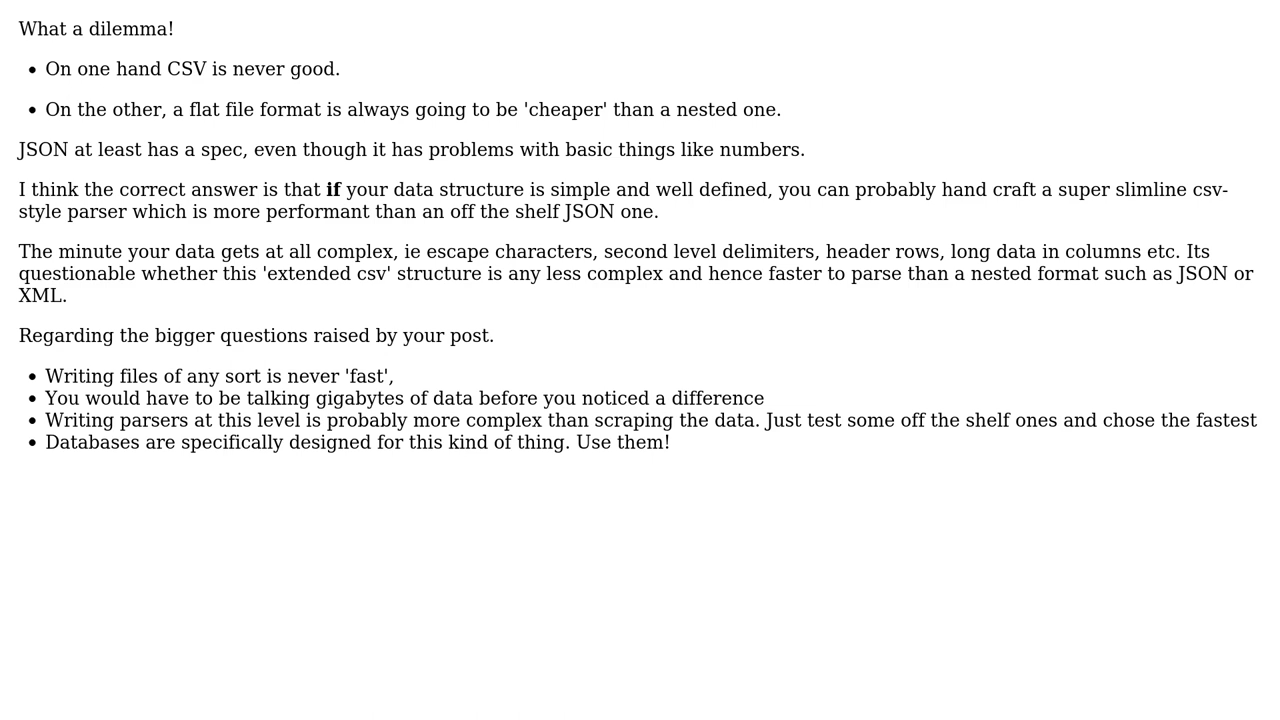 What a dilemma!
• On one hand CSV is never good.
• On the other, a flat file format is always going to be 'cheaper' than a nested one.
JSON at least has a spec, even though it has problems with basic things like numbers.
I think the correct answer is that if your data structure is simple and well defined, you can probably hand craft a super slimline csv-
style parser which is more performant than an off the shelf JSON one.
The minute your data gets at all complex, ie escape characters, second level delimiters, header rows, long data in columns etc. Its
questionable whether this 'extended csv' structure is any less complex and hence faster to parse than a nested format such as JSON or
XML.
Regarding the bigger questions raised by your post.
• Writing files of any sort is never 'fast',
• You would have to be talking gigabytes of data before you noticed a difference
• Writing parsers at this level is probably more complex than scraping the data. Just test some off the shelf ones and chose the fastest
• Databases are specifically designed for this kind of thing. Use them!